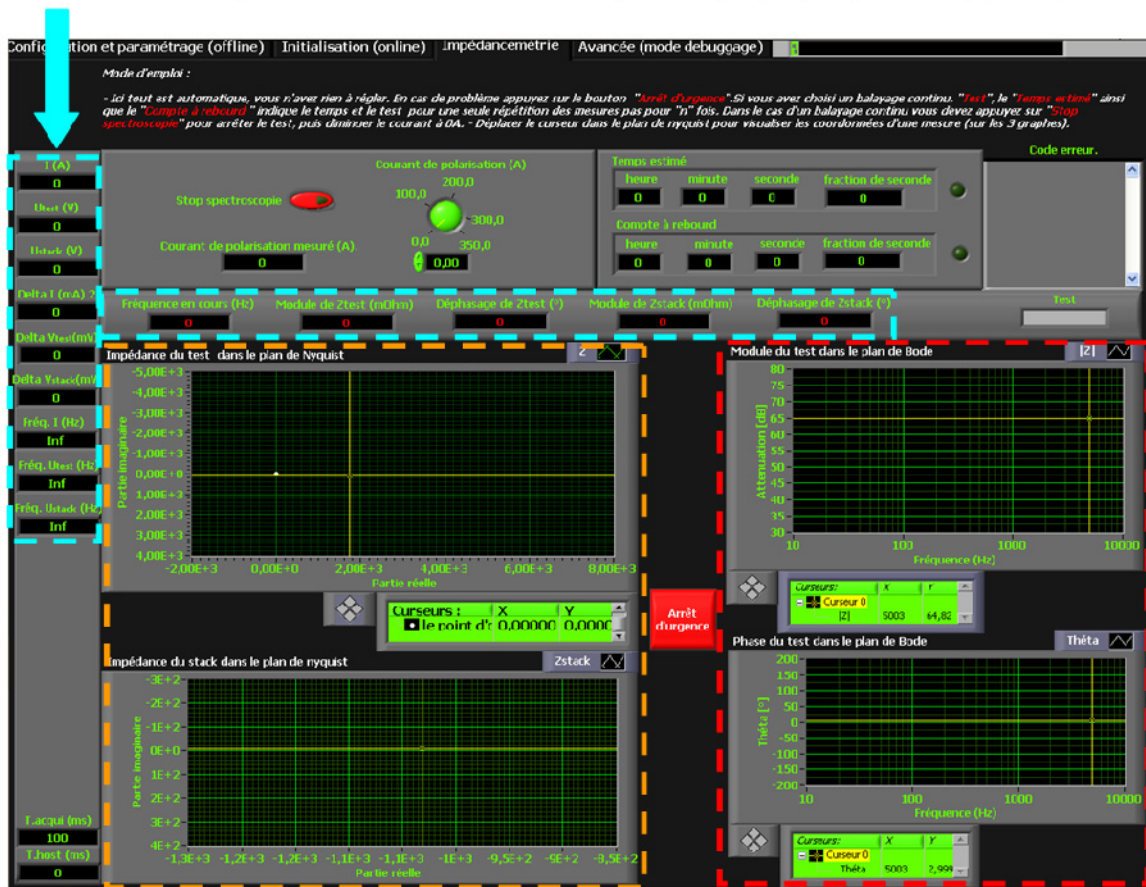 Configuration et paramétrage (offline) Initialisation (online) Impédancemétrie Avancée (mode debuggage)
Mode d'emploi :
- Ici tout est automatique, vous n'avez rien à régler. En cas de problème appuyez sur le bouton "Arrêt d'urgence". Si vous avez choisi un balayage continu. "Test", le "Temps estimé" ainsi
que le "Compte à rebourd" indique le temps et le test pour une seule répétition des mesures pas pour "n" fois. Dans le cas d'un balayage continu vous devez appuyez sur "Stop
spectroscopie" pour arrêter le test, puis diminuer le courant à 0A. - Déplacer le curseur dans le plan de nyquist pour visualiser les coordonnées d'une mesure (sur les 3 graphes).
I (A)
0
Utest (V)
0
Ustack (V)
0
Delta I (mA) 2
0
Delta Vtest(mV)
0
Delta Vstack(mV
0
Fréq. I (Hz)
Inf
Fréq. Utest (Hz)
Inf
Fréq. Ustack (Hz)
Inf
T.acqui (ms)
100
T.host (ms)
0
Stop spectroscopie
Courant de polarisation (A)
0,0 100,0 200,0 300,0 350,0
0,00
Courant de polarisation mesuré (A)
0
Temps estimé
heure minute seconde fraction de seconde
0 0 0 0
Compte à rebourd
heure minute seconde fraction de seconde
0 0 0 0
Code erreur.
Fréquence en cours (Hz) Module de Ztest (mOhm) Déphasage de Ztest (°) Module de Zstack (mOhm) Déphasage de Zstack (°)
0 0 0 0 0
Test
Impédance du test dans le plan de Nyquist
Z
Partie imaginaire
-5,00E+3
-4,00E+3
-3,00E+3
-2,00E+3
-1,00E+3
0,00E+0
1,00E+3
2,00E+3
3,00E+3
4,00E+3
-2,00E+3 0,00E+0 2,00E+3 4,00E+3 6,00E+3 8,00E+3
Partie réelle
Curseurs : X Y
le point d'c 0,00000 0,0000
Impédance du stack dans le plan de nyquist
Zstack
Partie imaginaire
-3E+2
-2E+2
-1E+2
0E+0
1E+2
2E+2
3E+2
4E+2
-1,3E+3 -1,2E+3 -1,2E+3 -1,1E+3 -1,1E+3 -1E+3 -9,5E+2 -9E+2 -8,5E+2
Partie réelle
Arrêt
d'urgence
Module du test dans le plan de Bode
|Z|
Attenuation [dB]
80
75
70
65
60
55
50
45
40
35
30
10 100 1000 10000
Fréquence (Hz)
Curseurs: X Y
Curseur 0
|Z| 5003 64,82
Phase du test dans le plan de Bode
Théta
Théta [°]
200
150
100
50
0
-50
-100
-150
-200
10 100 1000 10000
Fréquence (Hz)
Curseurs: X Y
Curseur 0
Théta 5003 2,999